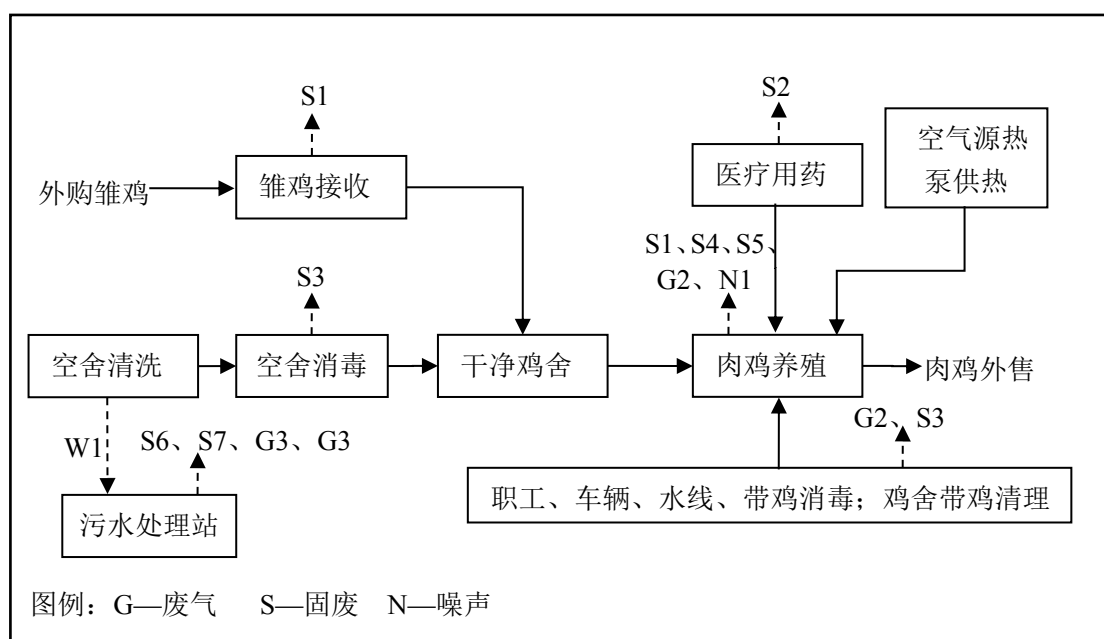 S1
S2
空气源热
泵供热
外购雏鸡
雏鸡接收
医疗用药
S1、S4、S5、
G2、N1
S3
空舍清洗
空舍消毒
干净鸡舍
肉鸡养殖
肉鸡外售
W1
S6、S7、G3、G3
G2、S3
污水处理站
职工、车辆、水线、带鸡消毒；鸡舍带鸡清理
图例：G—废气 S—固废 N—噪声